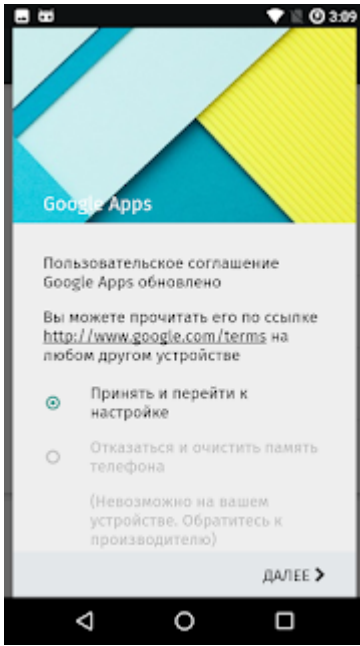 3:09
Google Apps
Пользовательское соглашение
Google Apps обновлено
Вы можете прочитать его по ссылке
http://www.google.com/terms на
любом другом устройстве
Принять и перейти к
настройке
Отказаться и очистить память
телефона
(Невозможно на вашем
устройстве. Обратитесь к
производителю)
ДАЛЕЕ